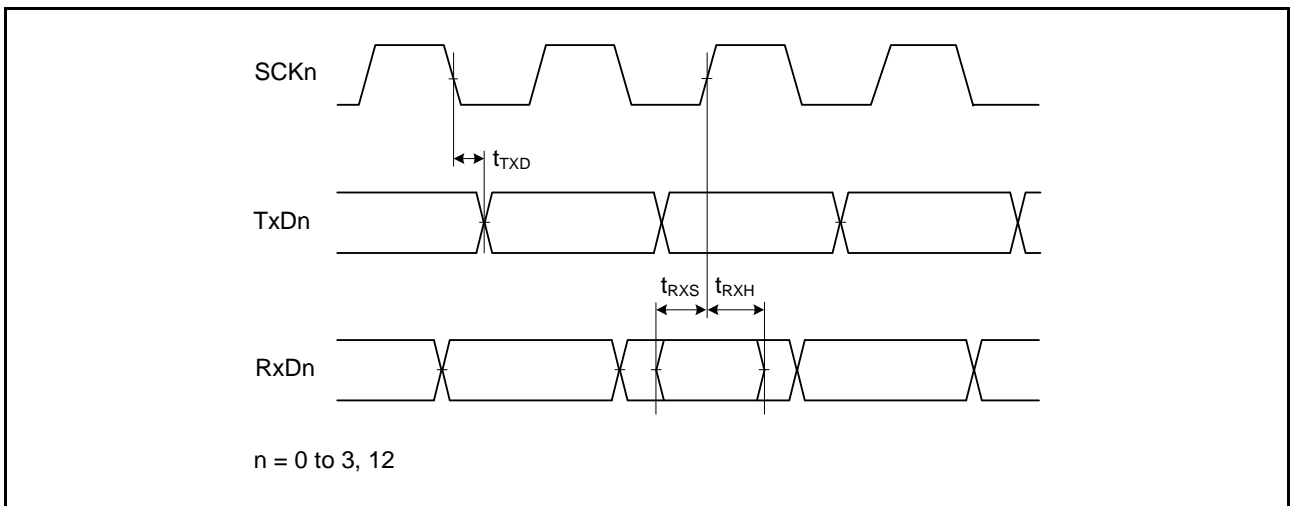 SCKn
tTXD
TxDn
tRXS tRXH
RxDn
n = 0 to 3, 12